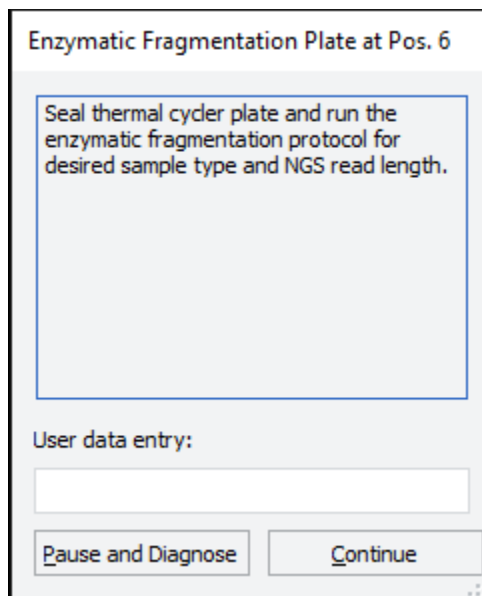 Enzymatic Fragmentation Plate at Pos. 6
Seal thermal cycler plate and run the
enzymatic fragmentation protocol for
desired sample type and NGS read length.
User data entry:
Pause and Diagnose
Continue